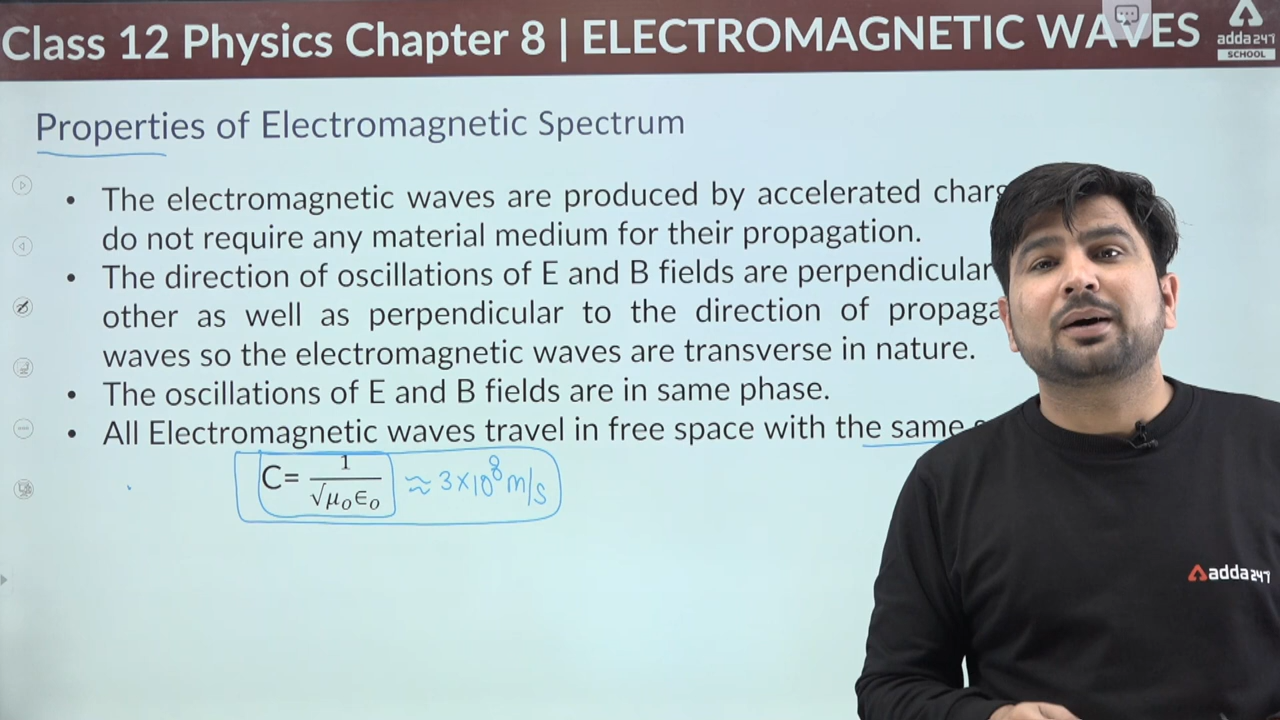 Class 12 Physics Chapter 8 | ELECTROMAGNETIC WAVES
adda247
SCHOOL
Properties of Electromagnetic Spectrum
• The electromagnetic waves are produced by accelerated charg
do not require any material medium for their propagation.
• The direction of oscillations of E and B fields are perpendicular
other as well as perpendicular to the direction of propaga
waves so the electromagnetic waves are transverse in nature.
• The oscillations of E and B fields are in same phase.
• All Electromagnetic waves travel in free space with the same
C= 1/√μ₀ϵ₀ ≈ 3×10⁸ m/s
adda247